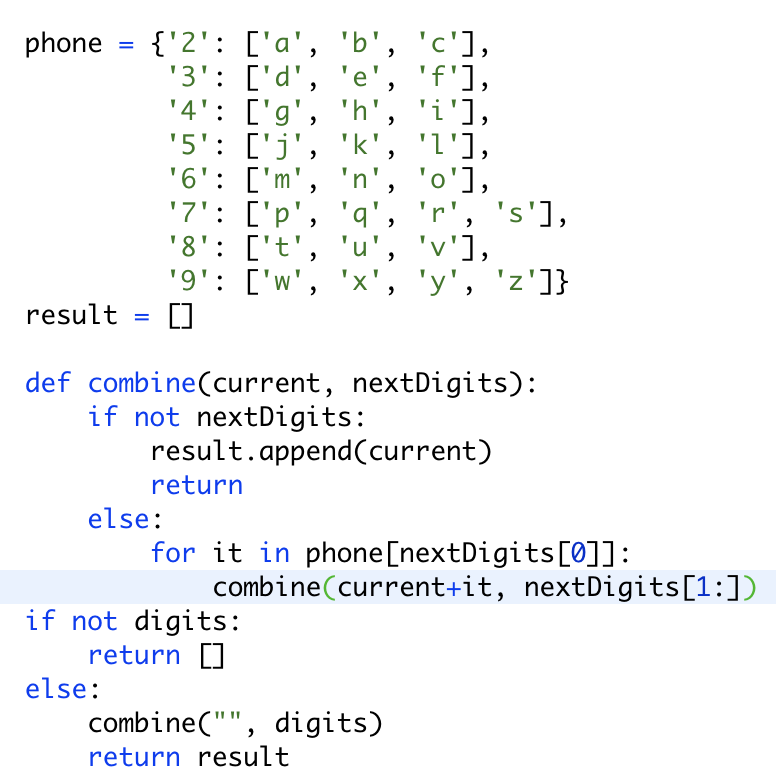 phone = {'2': ['a', 'b', 'c'],
         '3': ['d', 'e', 'f'],
         '4': ['g', 'h', 'i'],
         '5': ['j', 'k', 'l'],
         '6': ['m', 'n', 'o'],
         '7': ['p', 'q', 'r', 's'],
         '8': ['t', 'u', 'v'],
         '9': ['w', 'x', 'y', 'z']}
result = []

def combine(current, nextDigits):
    if not nextDigits:
        result.append(current)
        return
    else:
        for it in phone[nextDigits[0]]:
            combine(current+it, nextDigits[1:])
if not digits:
    return []
else:
    combine("", digits)
    return result